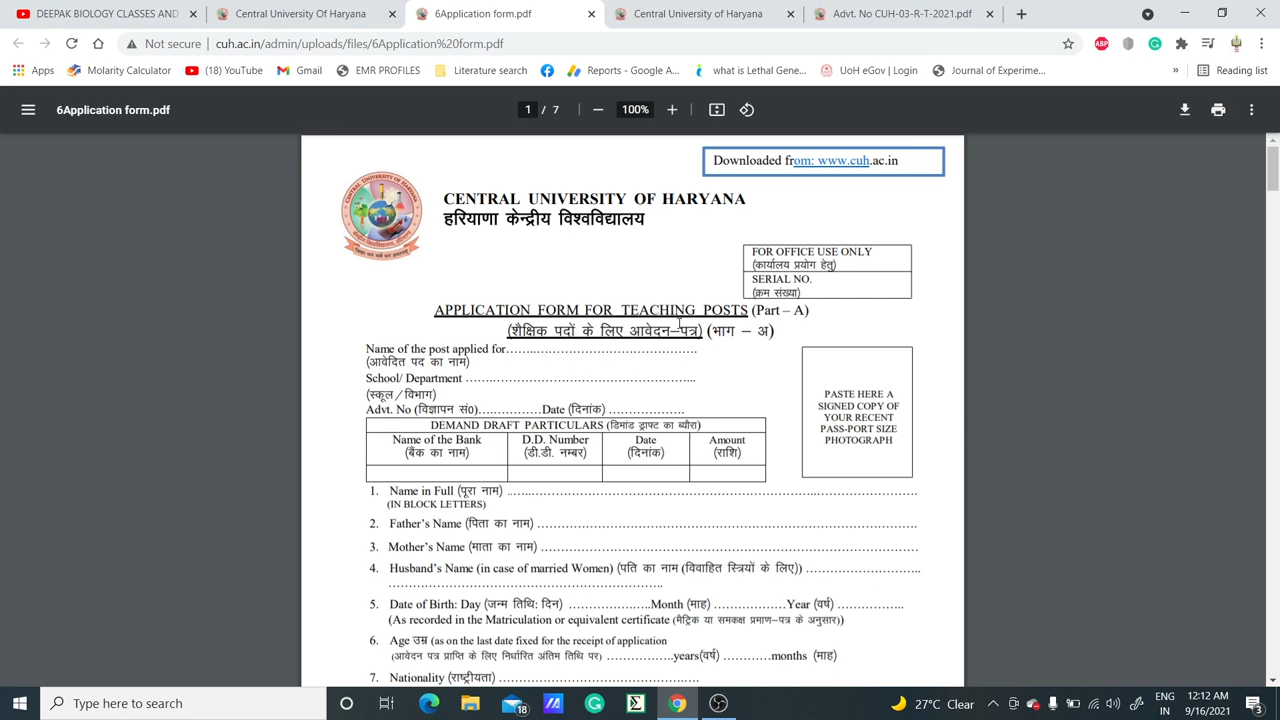 DEEPAK BIOLOGY CLASSES AND
Central University Of Haryana
6Application form.pdf
Central University Of Haryana
Advt. No CUH-03-R-T-2021.pdf
Not secure
cuh.ac.in/admin/uploads/files/6Application%20form.pdf
Apps
Molarity Calculator
(18) YouTube
Gmail
EMR PROFILES
Literature search
Reports - Google A...
what is Lethal Gene...
UoH eGov | Login
Journal of Experime...
»
Reading list
6Application form.pdf
1 / 7
100%
Downloaded from: www.cuh.ac.in
CENTRAL UNIVERSITY OF HARYANA
हरियाणा केन्द्रीय विश्वविद्यालय
FOR OFFICE USE ONLY
(कार्यालय प्रयोग हेतु)
SERIAL NO.
(क्रम संख्या)
APPLICATION FORM FOR TEACHING POSTS (Part – A)
(शैक्षिक पदों के लिए आवेदन–पत्र) (भाग – अ)
Name of the post applied for……..………………………………….
(आवेदित पद का नाम)
School/ Department …….…………………………………………...
(स्कूल/विभाग)
Advt. No (विज्ञापन सं0)….…………Date (दिनांक) ……………….
PASTE HERE A
SIGNED COPY OF
YOUR RECENT
PASS-PORT SIZE
PHOTOGRAPH
DEMAND DRAFT PARTICULARS (डिमांड ड्राफ्ट का ब्यौरा)
Name of the Bank
(बैंक का नाम)
D.D. Number
(डी.डी. नम्बर)
Date
(दिनांक)
Amount
(राशि)
1. Name in Full (पूरा नाम) ..…..………………………………………………………………..……………………….
(IN BLOCK LETTERS)
2. Father's Name (पिता का नाम) ……………………………………………………………………………………….
3. Mother's Name (माता का नाम) ………………………………………………………………………………………
4. Husband's Name (in case of married Women) (पति का नाम (विवाहित स्त्रियों के लिए)) ………………………..
…………………………………………………………….
5. Date of Birth: Day (जन्म तिथि: दिन) ………………….Month (माह) ………………Year (वर्ष) ……………..
(As recorded in the Matriculation or equivalent certificate (मैट्रिक या समकक्ष प्रमाण–पत्र के अनुसार))
6. Age उम्र (as on the last date fixed for the receipt of application
(आवेदन पत्र प्राप्ति के लिए निर्धारित अंतिम तिथि पर) ……………..years(वर्ष) …………months (माह)
7. Nationality (राष्ट्रीयता) ……………………………………………….
Type here to search
18
27°C Clear
ENG
IN
12:12 AM
9/16/2021
3